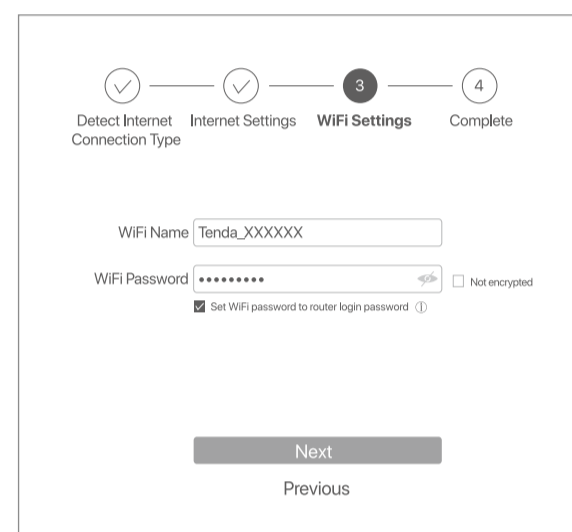 3
4
Detect Internet Connection Type
Internet Settings
WiFi Settings
Complete
WiFi Name Tenda_XXXXXX
WiFi Password •••••••••
Not encrypted
Set WiFi password to router login password
Next
Previous